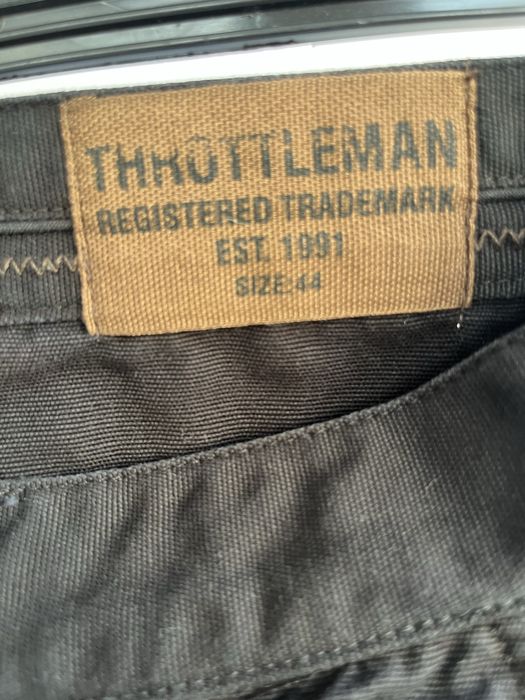 THROTTLEMAN
REGISTERED TRADEMARK
EST. 1991
SIZE:44